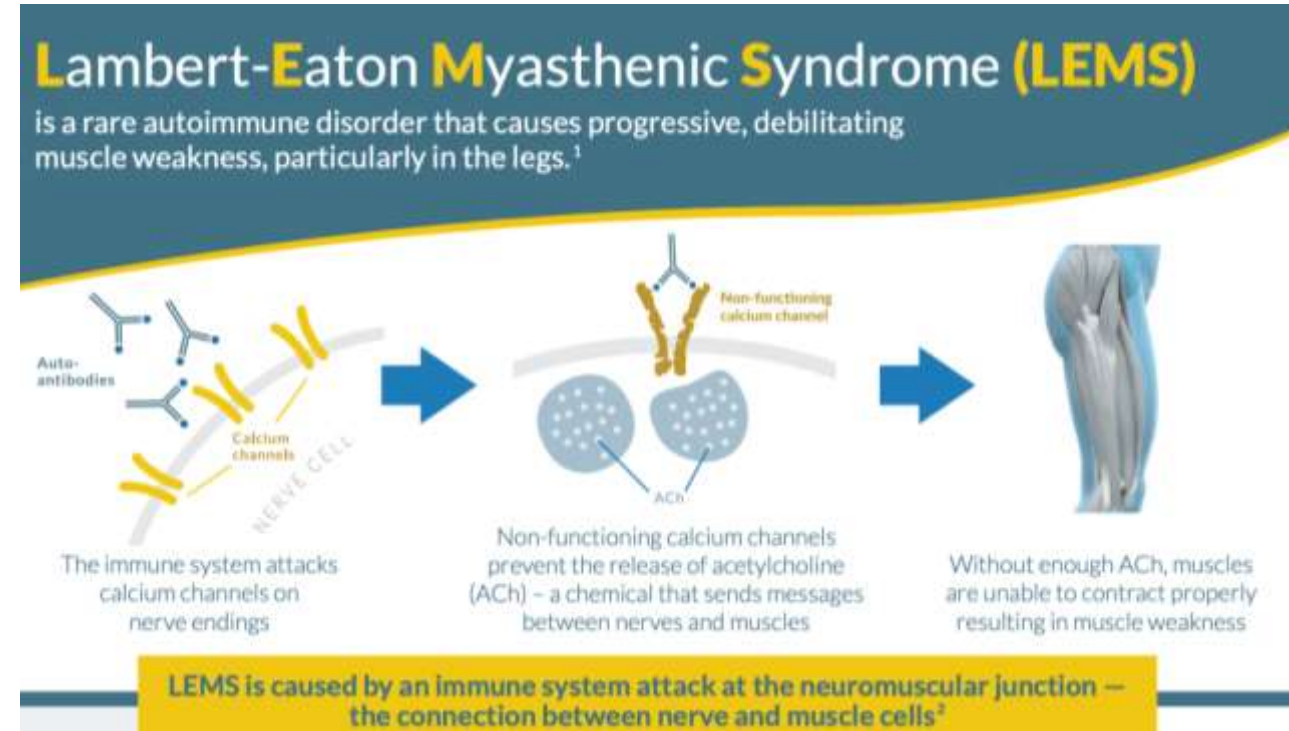 Lambert-Eaton Myasthenic Syndrome (LEMS)
is a rare autoimmune disorder that causes progressive, debilitating
muscle weakness, particularly in the legs.¹
Auto-
antibodies
Calcium
channels
NERVE CELL
The immune system attacks
calcium channels on
nerve endings
Non-functioning
calcium channel
ACh
Non-functioning calcium channels
prevent the release of acetylcholine
(ACh) – a chemical that sends messages
between nerves and muscles
Without enough ACh, muscles
are unable to contract properly
resulting in muscle weakness
LEMS is caused by an immune system attack at the neuromuscular junction —
the connection between nerve and muscle cells²